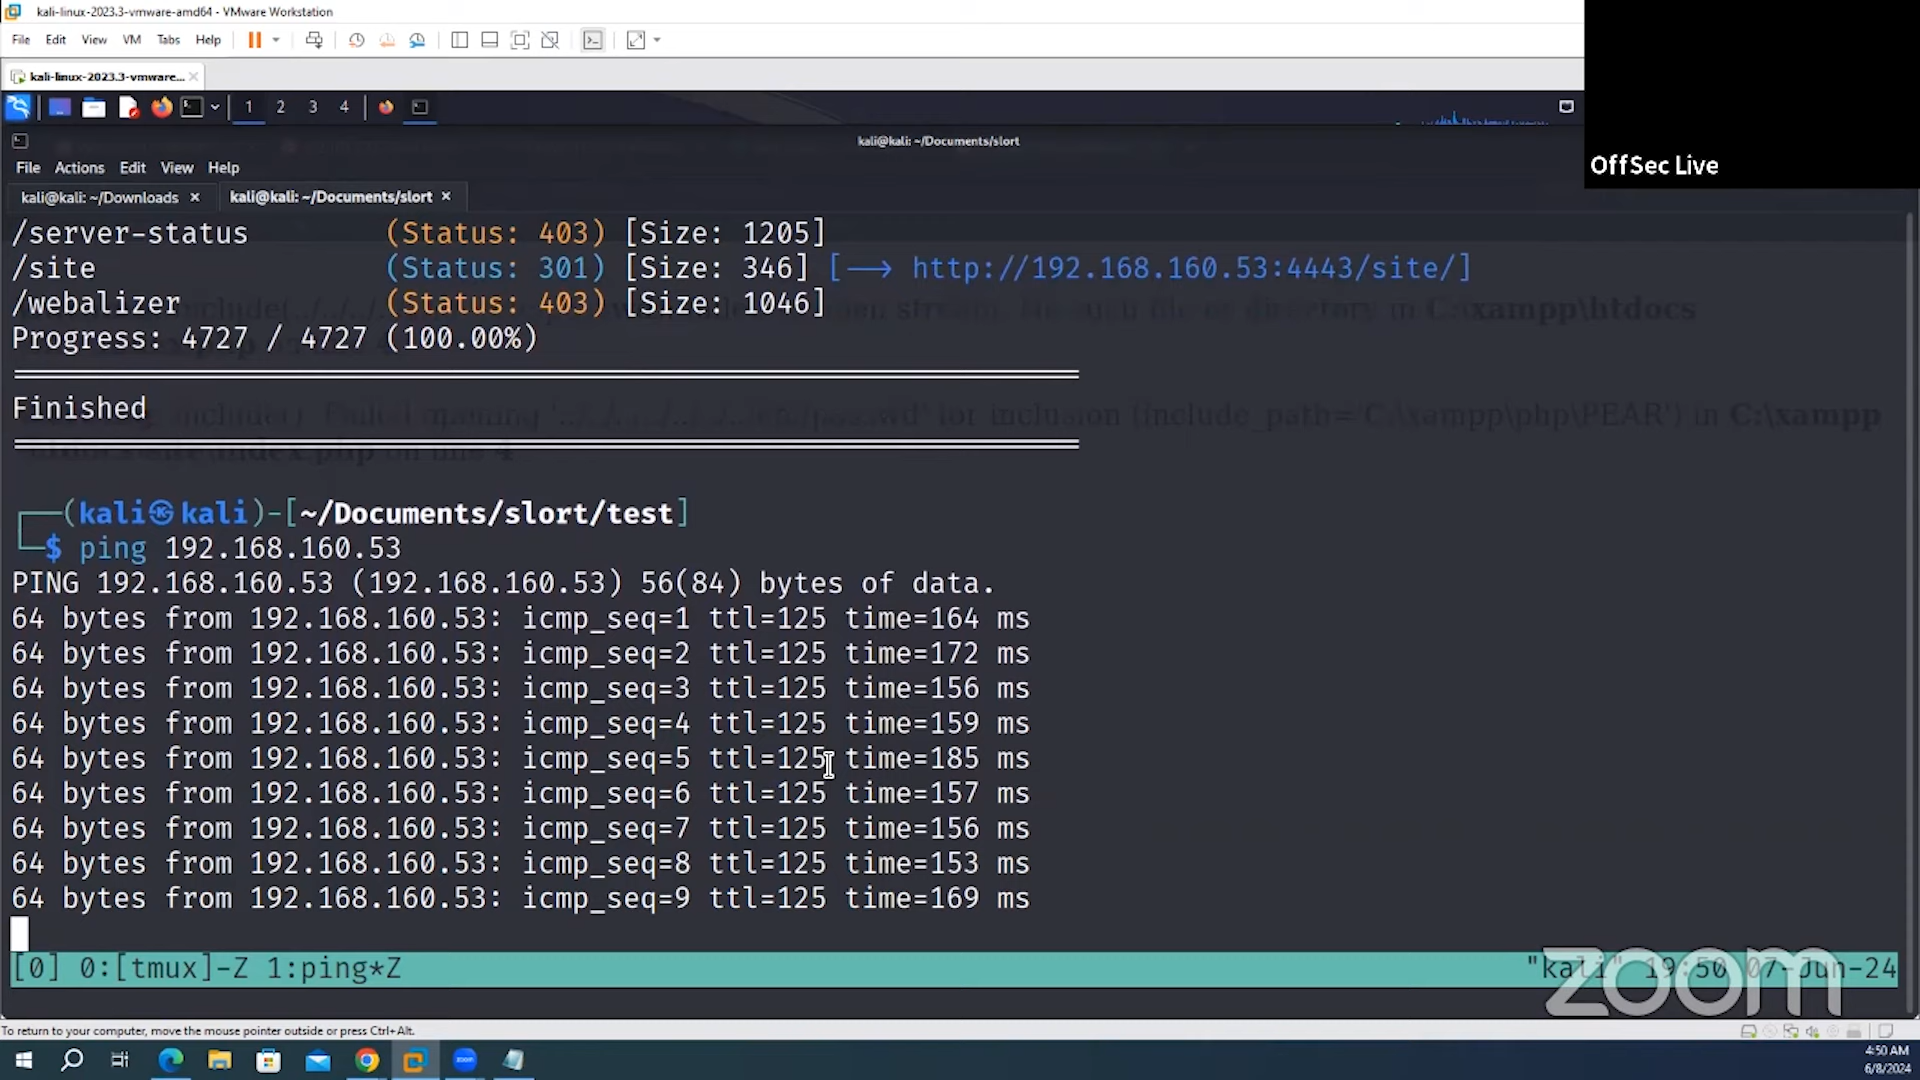 kali-linux-2023.3-vmware-amd64 - VMware Workstation
File Edit View VM Tabs Help
kali-linux-2023.3-vmware...
1 2 3 4
kali@kali: ~/Documents/slort
OffSec Live
File Actions Edit View Help
kali@kali: ~/Downloads × kali@kali: ~/Documents/slort ×
/server-status (Status: 403) [Size: 1205]
/site (Status: 301) [Size: 346] [--> http://192.168.160.53:4443/site/]
/webalizer (Status: 403) [Size: 1046]
Progress: 4727 / 4727 (100.00%)
Finished
(kali㉿kali)-[~/Documents/slort/test]
$ ping 192.168.160.53
PING 192.168.160.53 (192.168.160.53) 56(84) bytes of data.
64 bytes from 192.168.160.53: icmp_seq=1 ttl=125 time=164 ms
64 bytes from 192.168.160.53: icmp_seq=2 ttl=125 time=172 ms
64 bytes from 192.168.160.53: icmp_seq=3 ttl=125 time=156 ms
64 bytes from 192.168.160.53: icmp_seq=4 ttl=125 time=159 ms
64 bytes from 192.168.160.53: icmp_seq=5 ttl=125 time=185 ms
64 bytes from 192.168.160.53: icmp_seq=6 ttl=125 time=157 ms
64 bytes from 192.168.160.53: icmp_seq=7 ttl=125 time=156 ms
64 bytes from 192.168.160.53: icmp_seq=8 ttl=125 time=153 ms
64 bytes from 192.168.160.53: icmp_seq=9 ttl=125 time=169 ms
[0] 0:[tmux]-Z 1:ping*Z "kali" 19:50 07-Jun-24
zoom
To return to your computer, move the mouse pointer outside or press Ctrl+Alt.
zoom
4:50 AM
6/8/2024